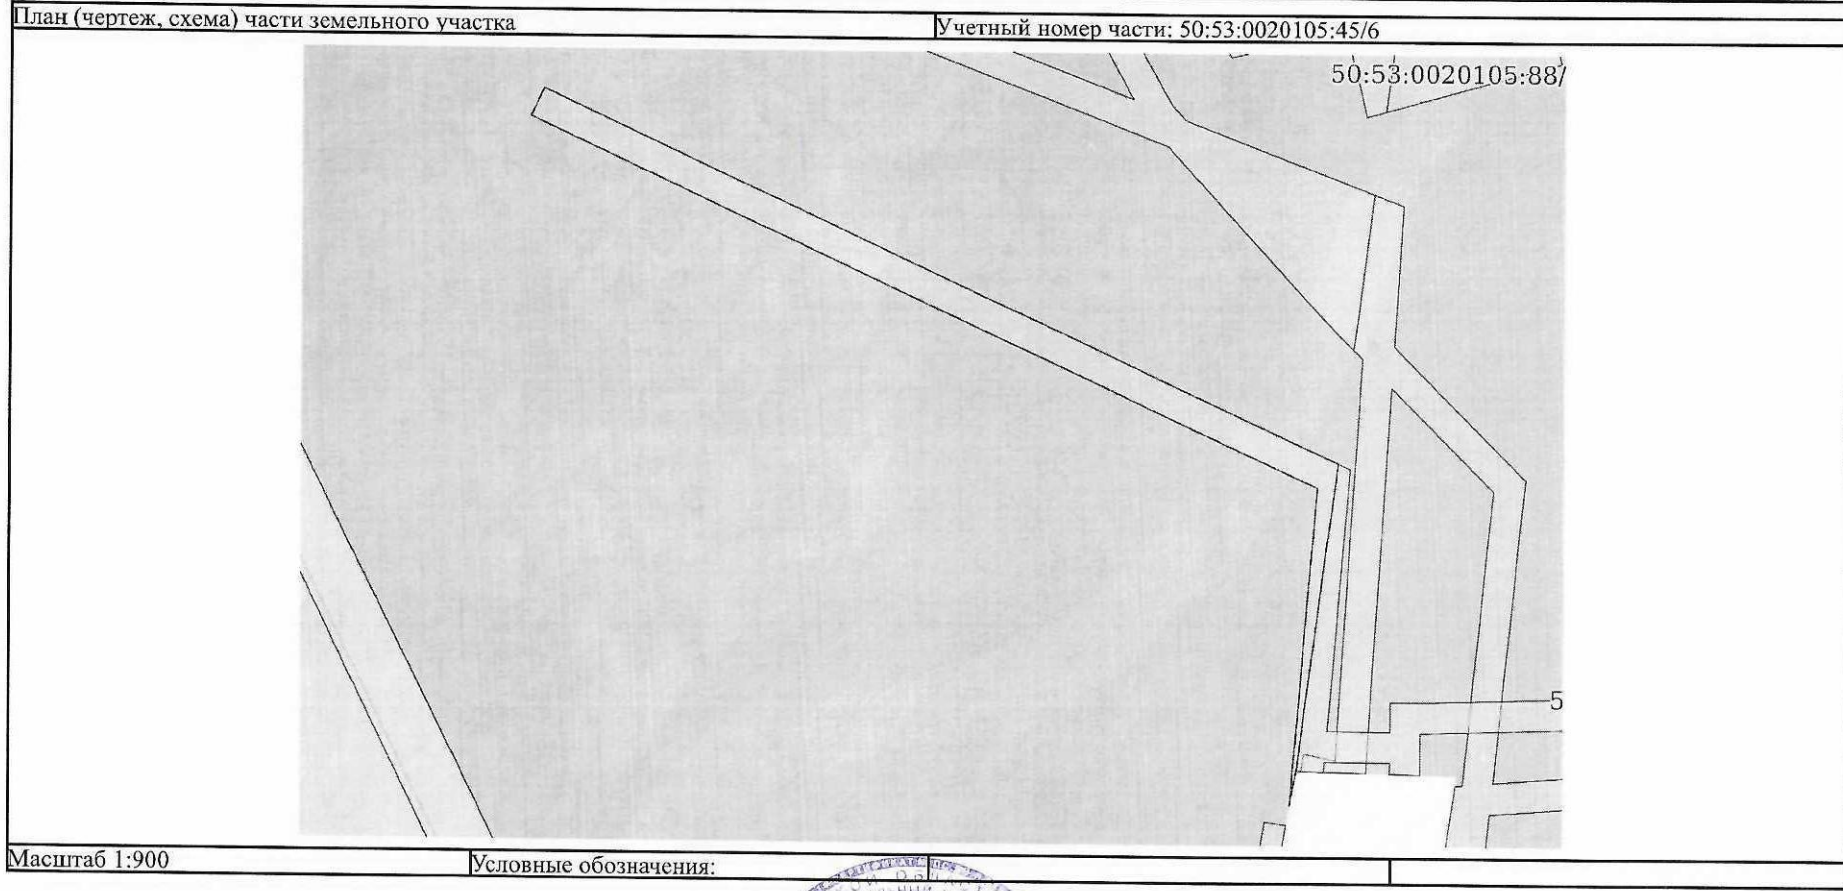 План (чертеж, схема) части земельного участка
Учетный номер части: 50:53:0020105:45/6
50:53:0020105:88/
5
Масштаб 1:900
Условные обозначения: